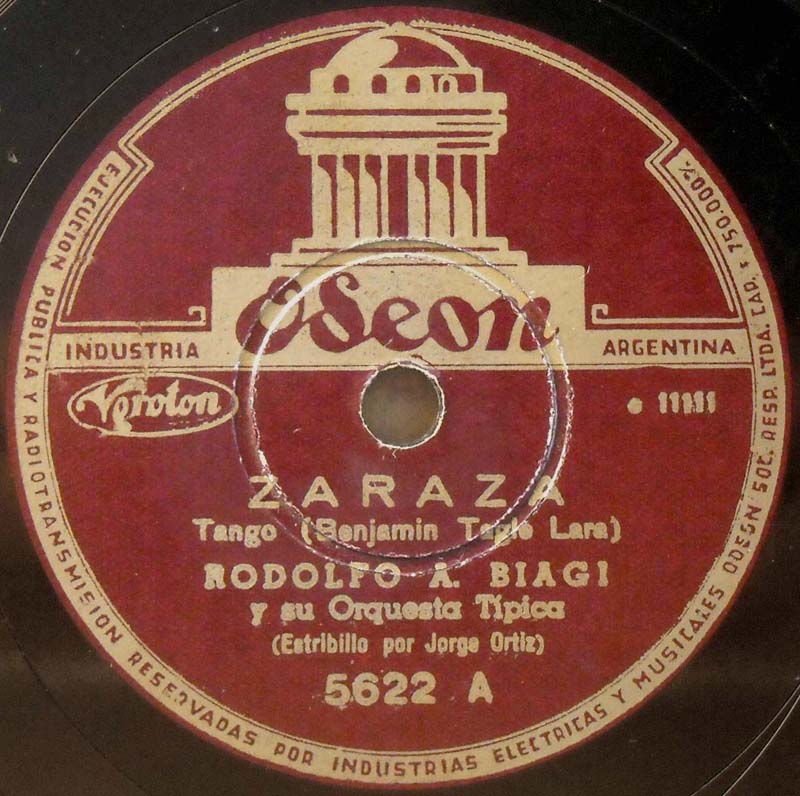 Odeon
INDUSTRIA ARGENTINA
Veroton
ZARAZA
Tango (Benjamin Tagle Lara)
RODOLFO A. BIAGI
y su Orquesta Típica
(Estribillo por Jorge Ortiz)
5622 A
EJECUCION PUBLICA Y RADIOTRANSMISION RESERVADAS POR INDUSTRIAS ELECTRICAS Y MUSICALES ODEON SOC. RESP. LTDA. CAP. $ 750.000%